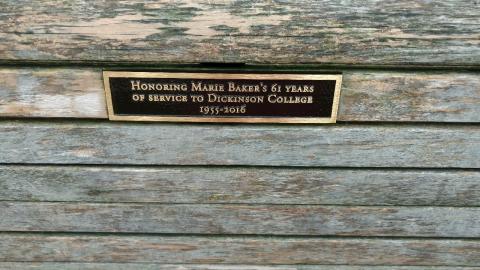 Honoring Marie Baker's 61 years
of service to Dickinson College
1955-2016